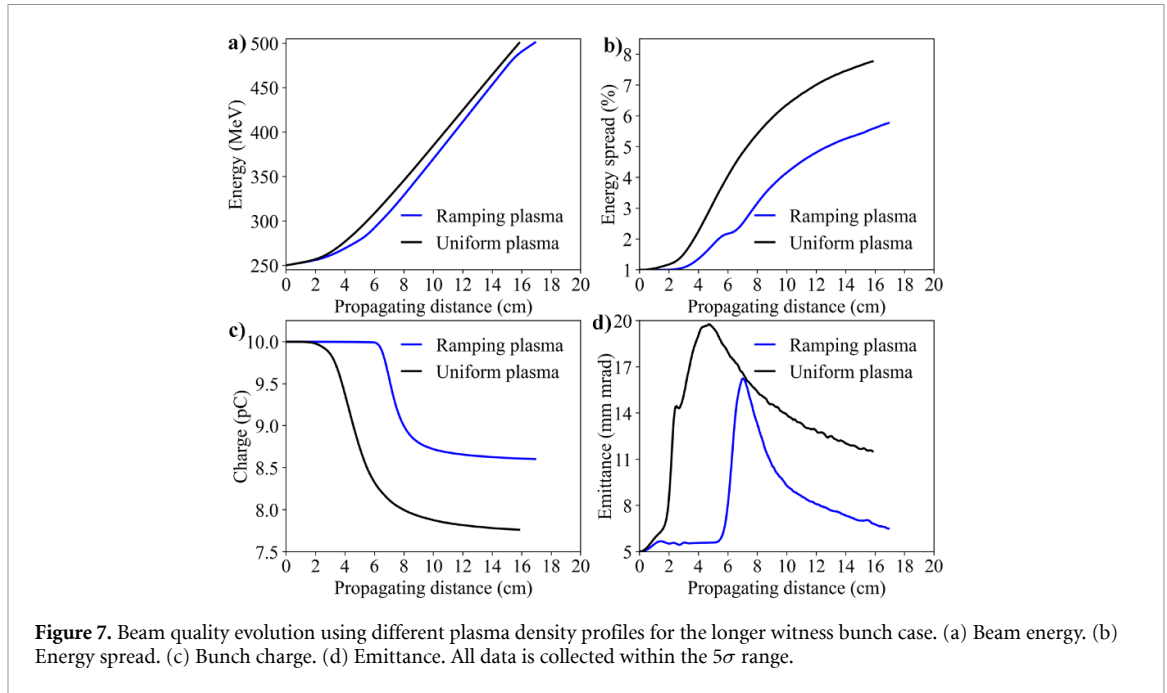 a)
500
450
400
350
300
250
Energy (MeV)
Ramping plasma
Uniform plasma
0 2 4 6 8 10 12 14 16 18 20
Propagating distance (cm)
b)
8
7
6
5
4
3
2
1
Energy spread (%)
Ramping plasma
Uniform plasma
0 2 4 6 8 10 12 14 16 18 20
Propagating distance (cm)
c)
10.0
9.5
9.0
8.5
8.0
7.5
Charge (pC)
Ramping plasma
Uniform plasma
0 2 4 6 8 10 12 14 16 18 20
Propagating distance (cm)
d)
20
17
14
11
8
5
Emittance (mm mrad)
Ramping plasma
Uniform plasma
0 2 4 6 8 10 12 14 16 18 20
Propagating distance (cm)
Figure 7. Beam quality evolution using different plasma density profiles for the longer witness bunch case. (a) Beam energy. (b)
Energy spread. (c) Bunch charge. (d) Emittance. All data is collected within the 5σ range.